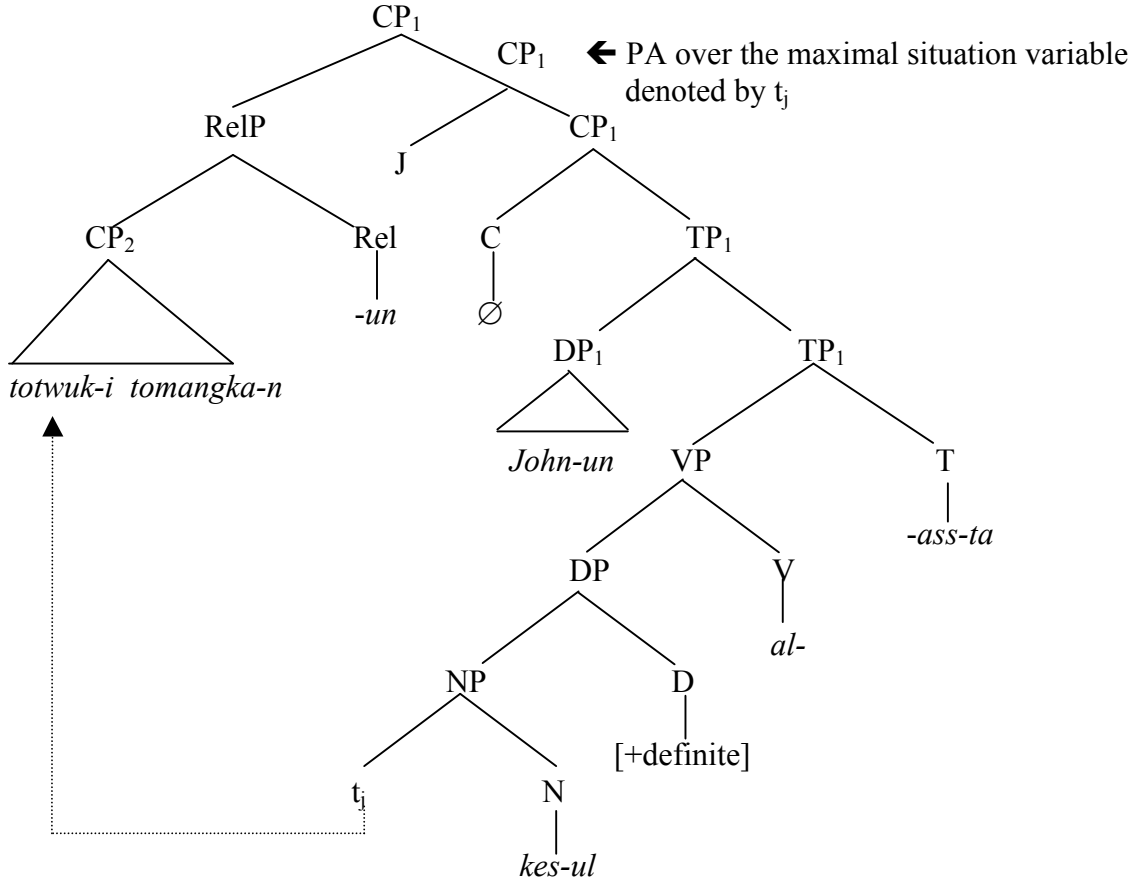 CP₁
CP₁ 🡸 PA over the maximal situation variable
denoted by tⱼ
RelP J CP₁
CP₂ Rel C TP₁
-un ∅ DP₁ TP₁
totwuk-i tomangka-n
John-un VP T
-ass-ta
DP V
al-
NP D
[+definite]
tⱼ N
kes-ul